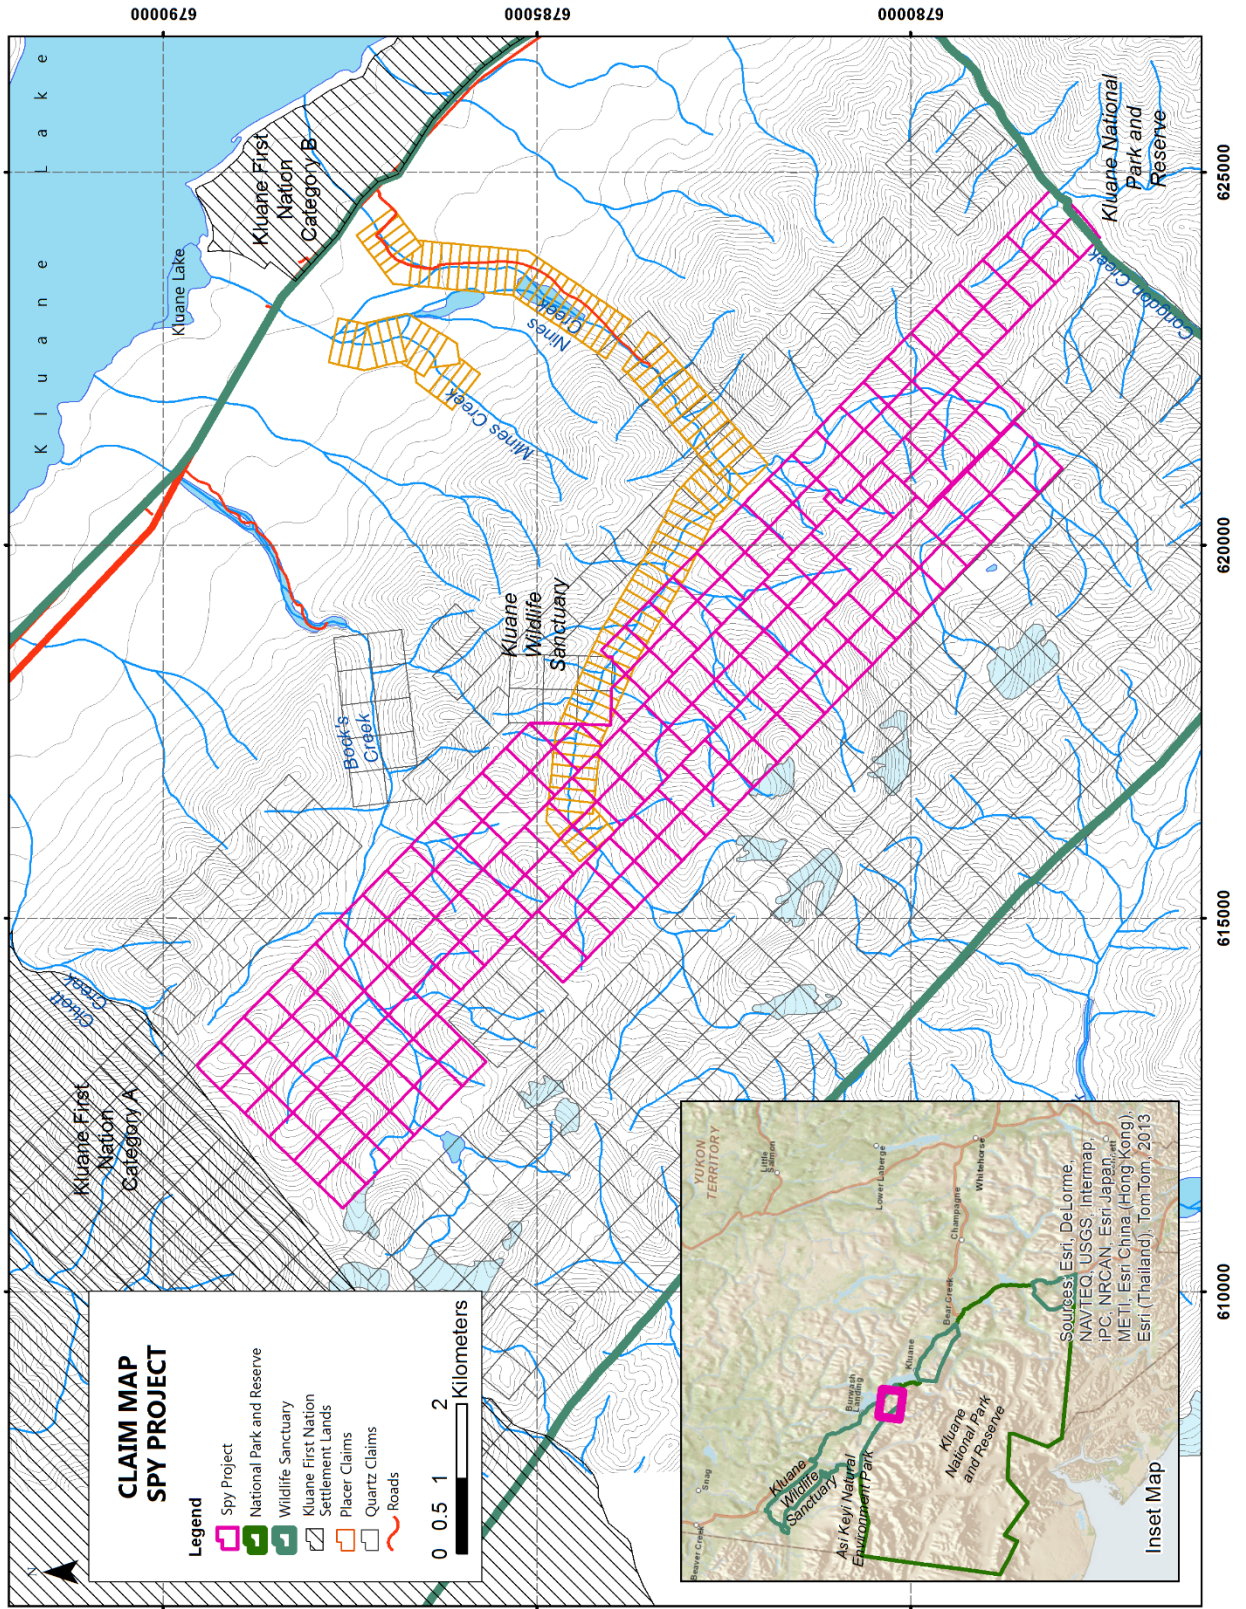 CLAIM MAP
SPY PROJECT
Legend
Spy Project
National Park and Reserve
Wildlife Sanctuary
Kluane First Nation
Settlement Lands
Placer Claims
Quartz Claims
Roads
0 0.5 1 2
Kilometers
N
Kluane First
Nation
Category A
Cluett
Creek
Bock's
Creek
Kluane
Wildlife
Sanctuary
Mines Creek
Nines
Creek
Kluane Lake
K l u a n e L a k e
Kluane First
Nation
Category B
Congdon Creek
Kluane National
Park and
Reserve
6790000
6785000
6780000
610000
615000
620000
625000
Beaver Creek
Snag
YUKON
TERRITORY
Little
Salmon
Lower Laberge
Whitehorse
Champagne
Bear Creek
Kluane
Burwash
Landing
Kluane
Wildlife
Sanctuary
Asi Keyi Natural
Environment Park
Kluane
National Park
and Reserve
Inset Map
Sources: Esri, DeLorme,
NAVTEQ, USGS, Intermap,
iPC, NRCAN, Esri Japan,
METI, Esri China (Hong Kong),
Esri (Thailand), TomTom, 2013